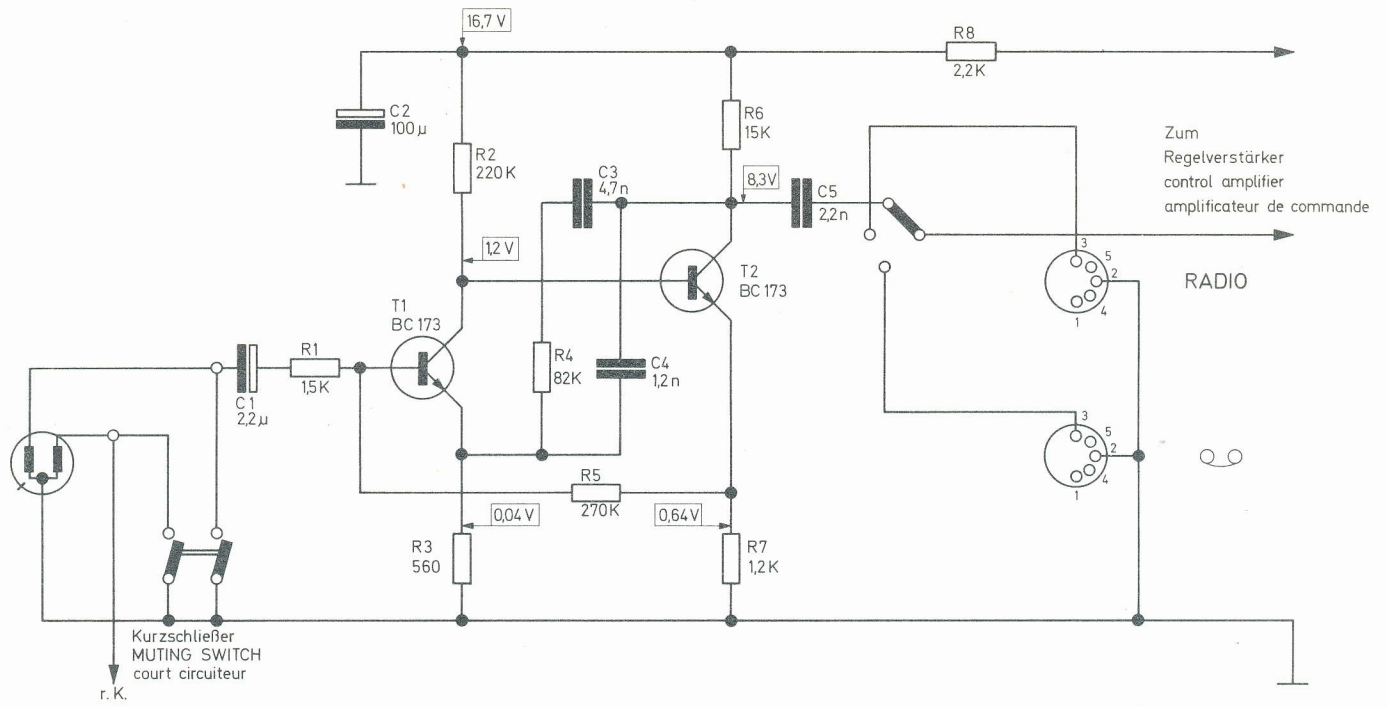 16,7 V
R8
2,2K
C2
100µ
R6
15K
R2
220K
C3
4,7n
8,3V
C5
2,2n
Zum
Regelverstärker
control amplifier
amplificateur de commande
1,2 V
3
5
2
4
1
RADIO
T2
BC 173
T1
BC 173
R1
1,5K
C1
2,2µ
R4
82K
C4
1,2n
3
5
2
4
1
R5
270K
0,04V
0,64V
R3
560
R7
1,2K
Kurzschließer
MUTING SWITCH
court circuiteur
r. K.